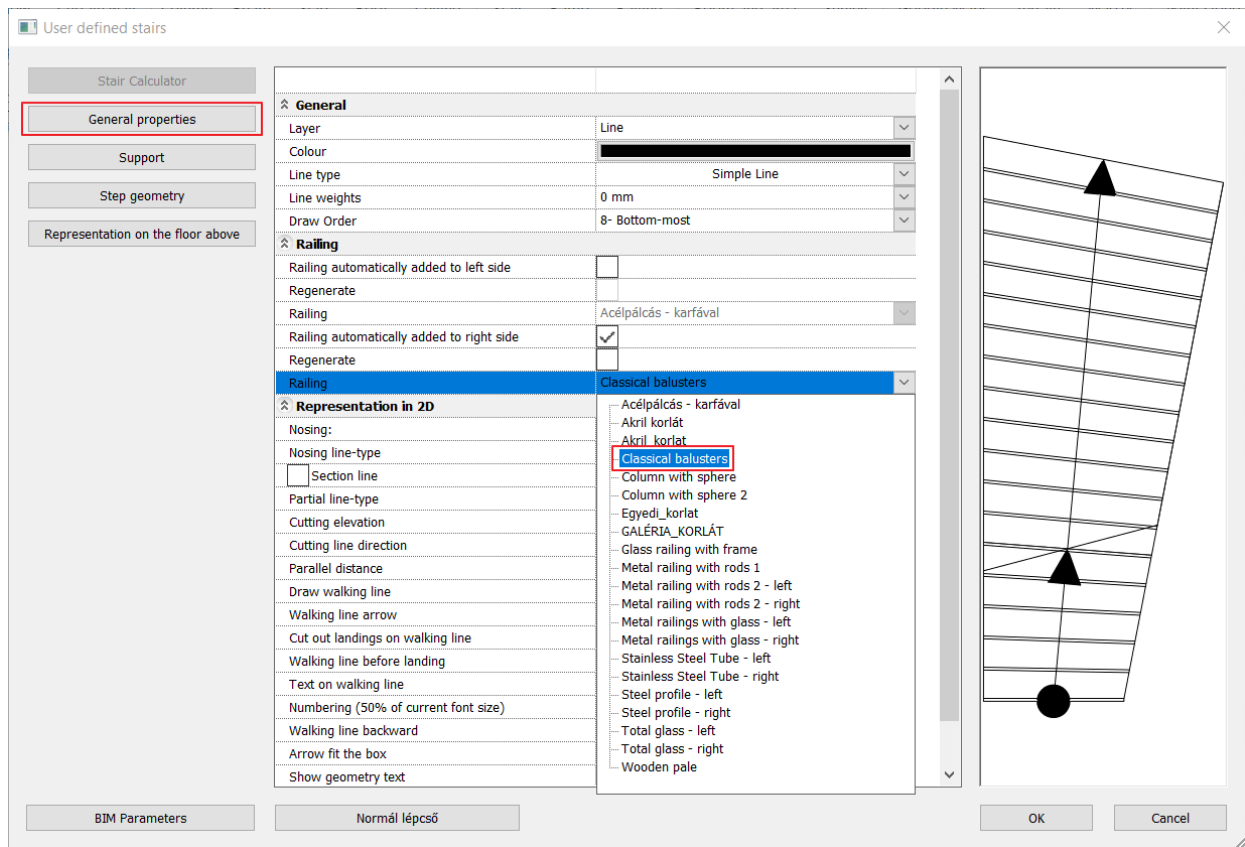 User defined stairs
Stair Calculator
General properties
Support
Step geometry
Representation on the floor above
General
Layer Line
Colour
Line type Simple Line
Line weights 0 mm
Draw Order 8- Bottom-most
Railing
Railing automatically added to left side
Regenerate
Railing Acélpálcás - karfával
Railing automatically added to right side
Regenerate
Railing Classical balusters
Representation in 2D
Nosing:
Nosing line-type
Section line
Partial line-type
Cutting elevation
Cutting line direction
Parallel distance
Draw walking line
Walking line arrow
Cut out landings on walking line
Walking line before landing
Text on walking line
Numbering (50% of current font size)
Walking line backward
Arrow fit the box
Show geometry text
Acélpálcás - karfával
Akril korlát
Akril_korlat
Classical balusters
Column with sphere
Column with sphere 2
Egyedi_korlat
GALÉRIA_KORLÁT
Glass railing with frame
Metal railing with rods 1
Metal railing with rods 2 - left
Metal railing with rods 2 - right
Metal railings with glass - left
Metal railings with glass - right
Stainless Steel Tube - left
Stainless Steel Tube - right
Steel profile - left
Steel profile - right
Total glass - left
Total glass - right
Wooden pale
BIM Parameters
Normál lépcső
OK
Cancel